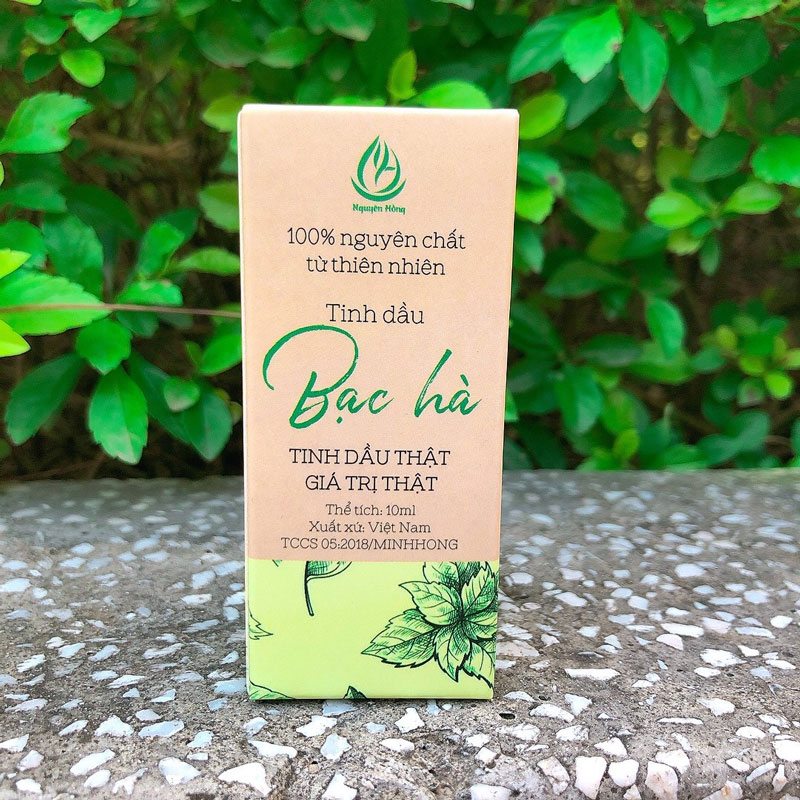 Nguyên Hồng
100% nguyên chất
từ thiên nhiên
Tinh dầu
Bạc hà
TINH DẦU THẬT
GIÁ TRỊ THẬT
Thể tích: 10ml
Xuất xứ: Việt Nam
TCCS 05:2018/MINHHONG